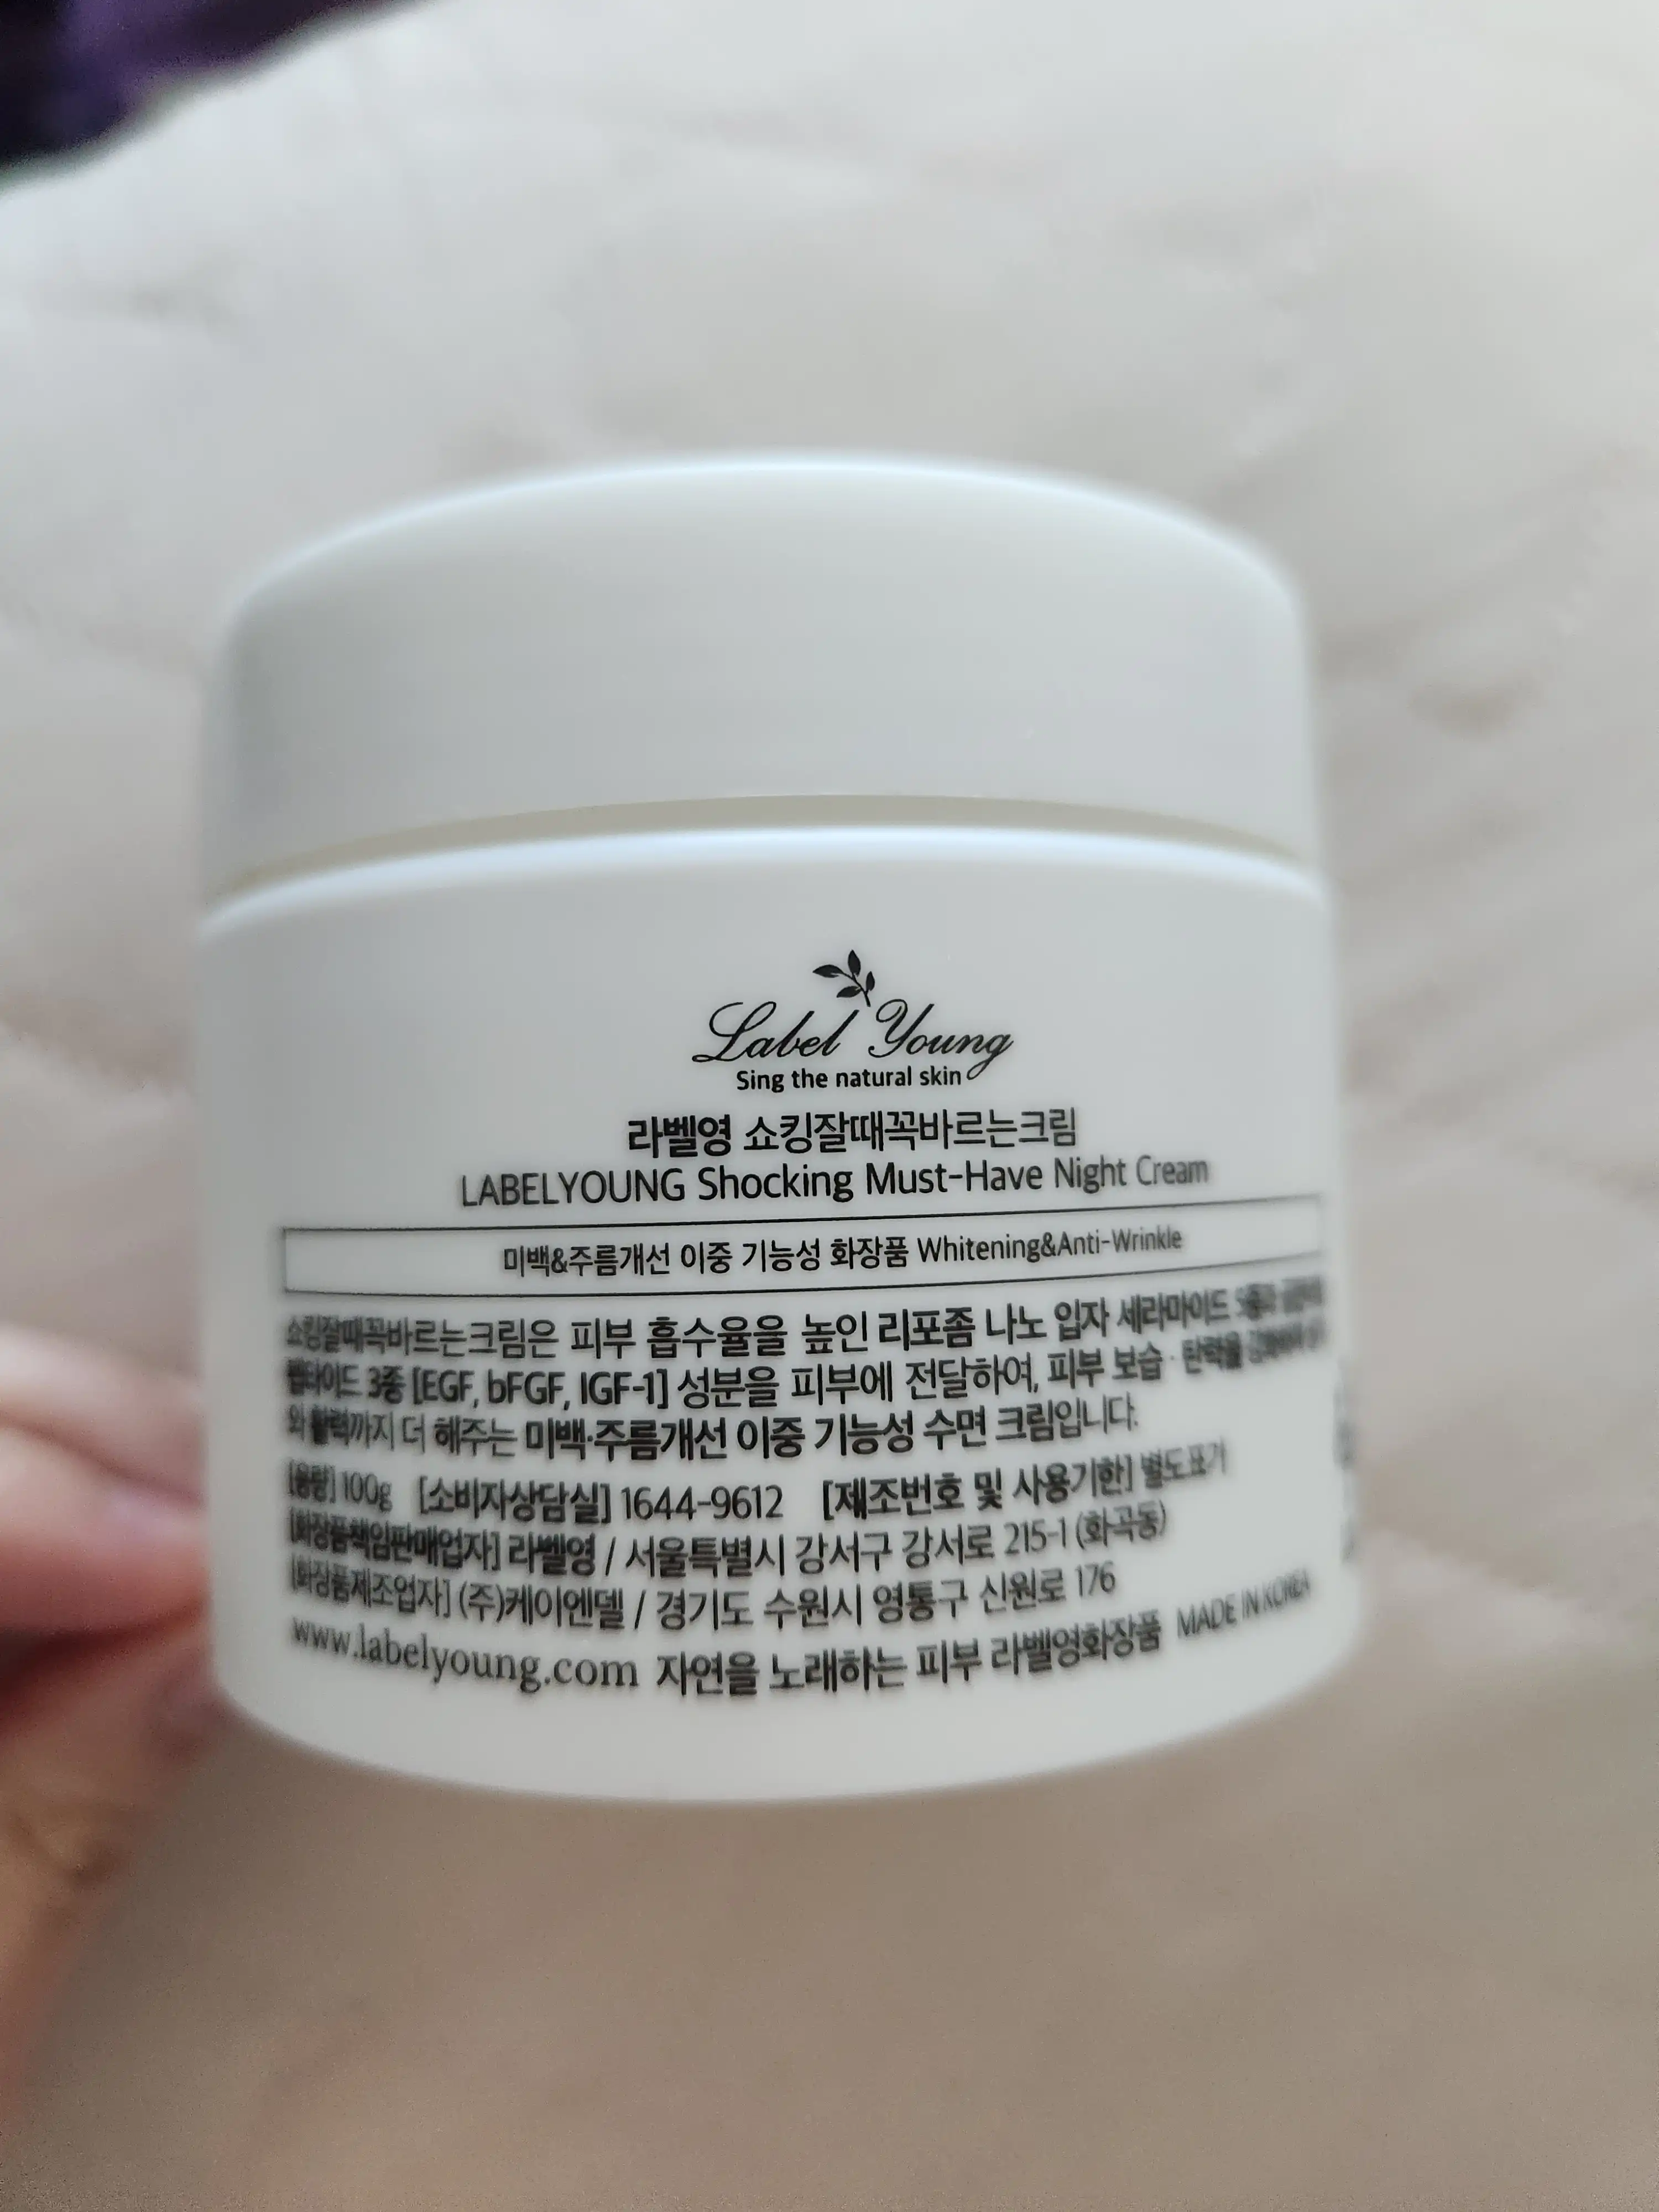 Label Young
Sing the natural skin
라벨영 쇼킹잘때꼭바르는크림
LABELYOUNG Shocking Must-Have Night Cream
미백&주름개선 이중 기능성 화장품 Whitening&Anti-Wrinkle
쇼킹잘때꼭바르는크림은 피부 흡수율을 높인 리포좀 나노 입자 세라마이드
펩타이드 3종 [EGF, bFGF, IGF-1] 성분을 피부에 전달하여, 피부 보습 · 탄력을
와 활력까지 더 해주는 미백·주름개선 이중 기능성 수면 크림입니다.
[용량] 100g [소비자상담실] 1644-9612 [제조번호 및 사용기한] 별도표기
[화장품책임판매업자] 라벨영 / 서울특별시 강서구 강서로 215-1 (화곡동)
[화장품제조업자] (주)케이엔델 / 경기도 수원시 영통구 신원로 176
www.labelyoung.com 자연을 노래하는 피부 라벨영화장품 MADE IN KOREA